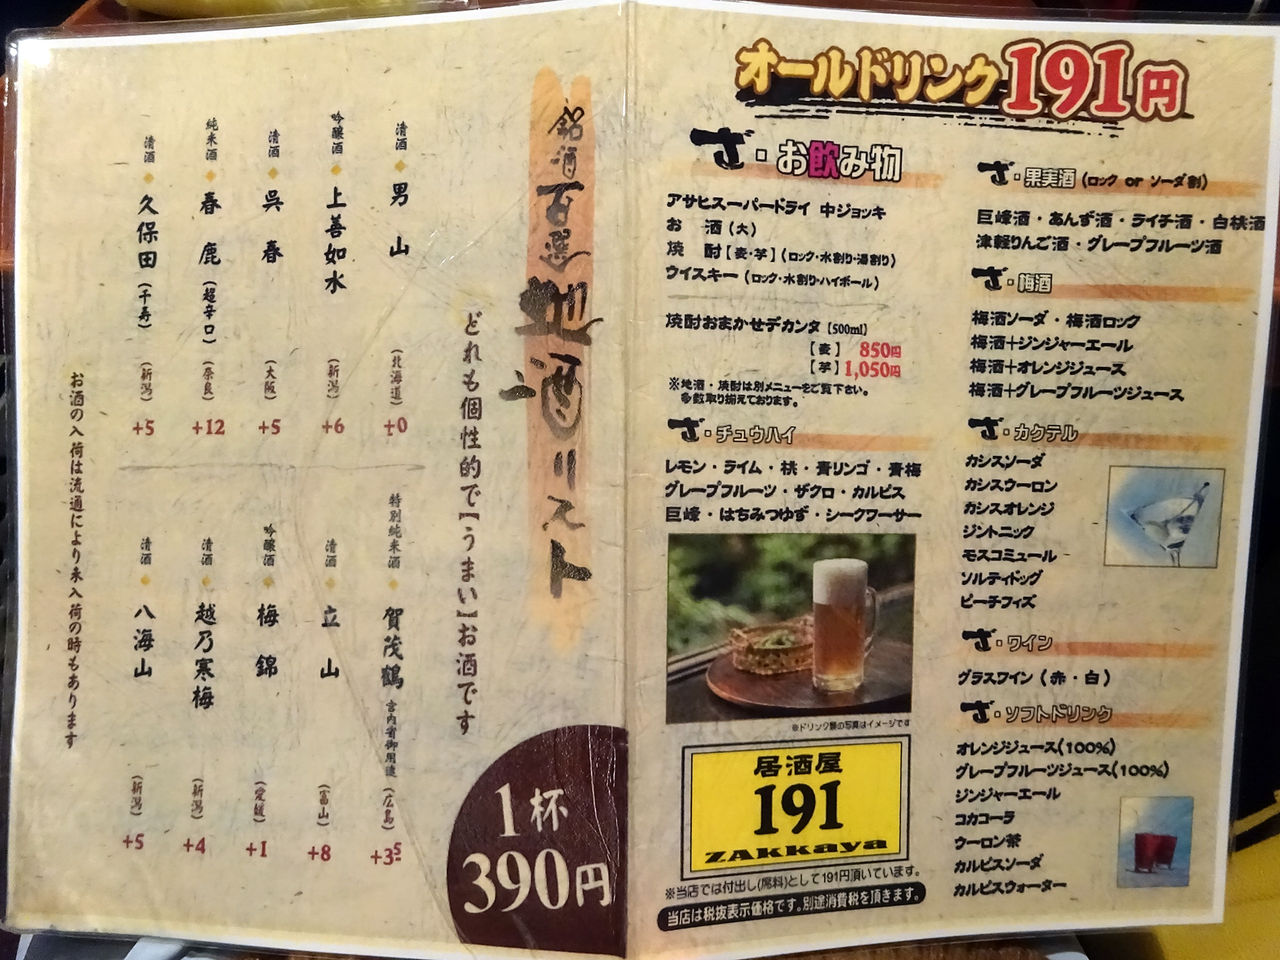 銘酒百選 地酒リスト
どれも個性的で【うまい】お酒です
清酒 ◆ 男山 (北海道) +0
吟醸酒 ◆ 上善如水 (新潟) +6
清酒 ◆ 呉春 (大阪) +5
純米酒 ◆ 春鹿 (超辛口) (奈良) +12
清酒 ◆ 久保田 (千寿) (新潟) +5
特別純米酒 ◆ 賀茂鶴 宮内省御用達 (広島) +3.5
清酒 ◆ 立山 (富山) +8
吟醸酒 ◆ 梅錦 (愛媛) +1
清酒 ◆ 越乃寒梅 (新潟) +4
清酒 ◆ 八海山 (新潟) +5
お酒の入荷は流通により未入荷の時もあります
1杯
390円
オールドリンク191円
ざ・お飲み物
アサヒスーパードライ 中ジョッキ
お 酒(大)
焼 酎【麦・芋】(ロック・水割り・湯割り)
ウイスキー(ロック・水割り・ハイボール)
焼酎おまかせデカンタ [500ml]
【麦】 850円
【芋】 1,050円
※地酒・焼酎は別メニューをご覧下さい。
多数取り揃えております。
ざ・チュウハイ
レモン・ライム・桃・青リンゴ・青梅
グレープフルーツ・ザクロ・カルピス
巨峰・はちみつゆず・シークワーサー
※ドリンク類の写真はイメージです
居酒屋
191
ZAkkaya
※当店では付出し(席料)として191円頂いています。
当店は税抜表示価格です。別途消費税を頂きます。
ざ・果実酒(ロック or ソーダ割)
巨峰酒・あんず酒・ライチ酒・白桃酒
津軽りんご酒・グレープフルーツ酒
ざ・梅酒
梅酒ソーダ・梅酒ロック
梅酒+ジンジャーエール
梅酒+オレンジジュース
梅酒+グレープフルーツジュース
ざ・カクテル
カシスソーダ
カシスウーロン
カシスオレンジ
ジントニック
モスコミュール
ソルティドッグ
ピーチフィズ
ざ・ワイン
グラスワイン(赤・白)
ざ・ソフトドリンク
オレンジジュース(100%)
グレープフルーツジュース(100%)
ジンジャーエール
コカコーラ
ウーロン茶
カルピスソーダ
カルピスウォーター